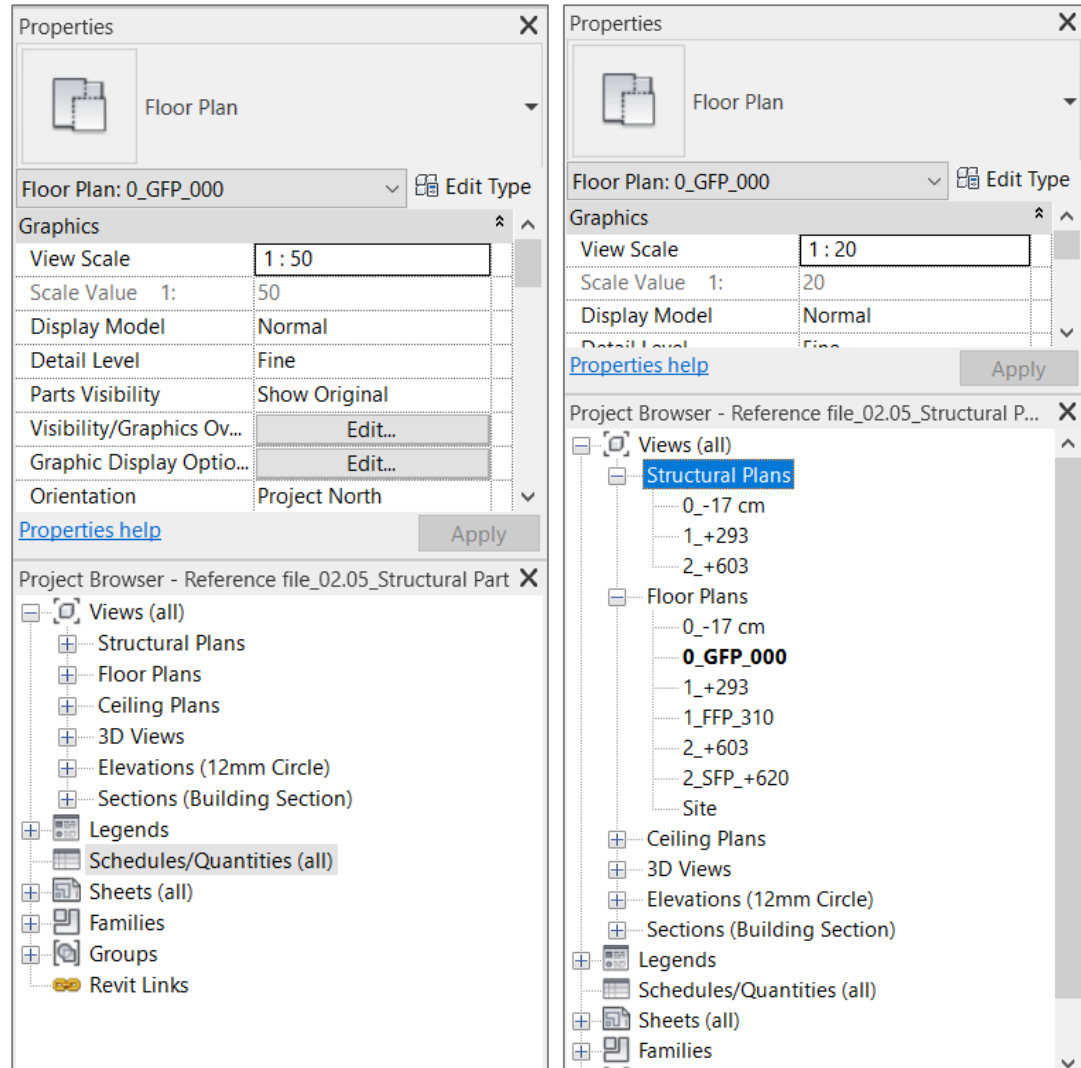 Properties
Floor Plan
Floor Plan: 0_GFP_000
Edit Type
Graphics
View Scale 1 : 50
Scale Value 1: 50
Display Model Normal
Detail Level Fine
Parts Visibility Show Original
Visibility/Graphics Ov... Edit...
Graphic Display Optio... Edit...
Orientation Project North
Properties help Apply
Project Browser - Reference file_02.05_Structural Part
Views (all)
Structural Plans
Floor Plans
Ceiling Plans
3D Views
Elevations (12mm Circle)
Sections (Building Section)
Legends
Schedules/Quantities (all)
Sheets (all)
Families
Groups
Revit Links
Properties
Floor Plan
Floor Plan: 0_GFP_000
Edit Type
Graphics
View Scale 1 : 20
Scale Value 1: 20
Display Model Normal
Detail Level Fine
Properties help Apply
Project Browser - Reference file_02.05_Structural P...
Views (all)
Structural Plans
0_-17 cm
1_+293
2_+603
Floor Plans
0_-17 cm
0_GFP_000
1_+293
1_FFP_310
2_+603
2_SFP_+620
Site
Ceiling Plans
3D Views
Elevations (12mm Circle)
Sections (Building Section)
Legends
Schedules/Quantities (all)
Sheets (all)
Families